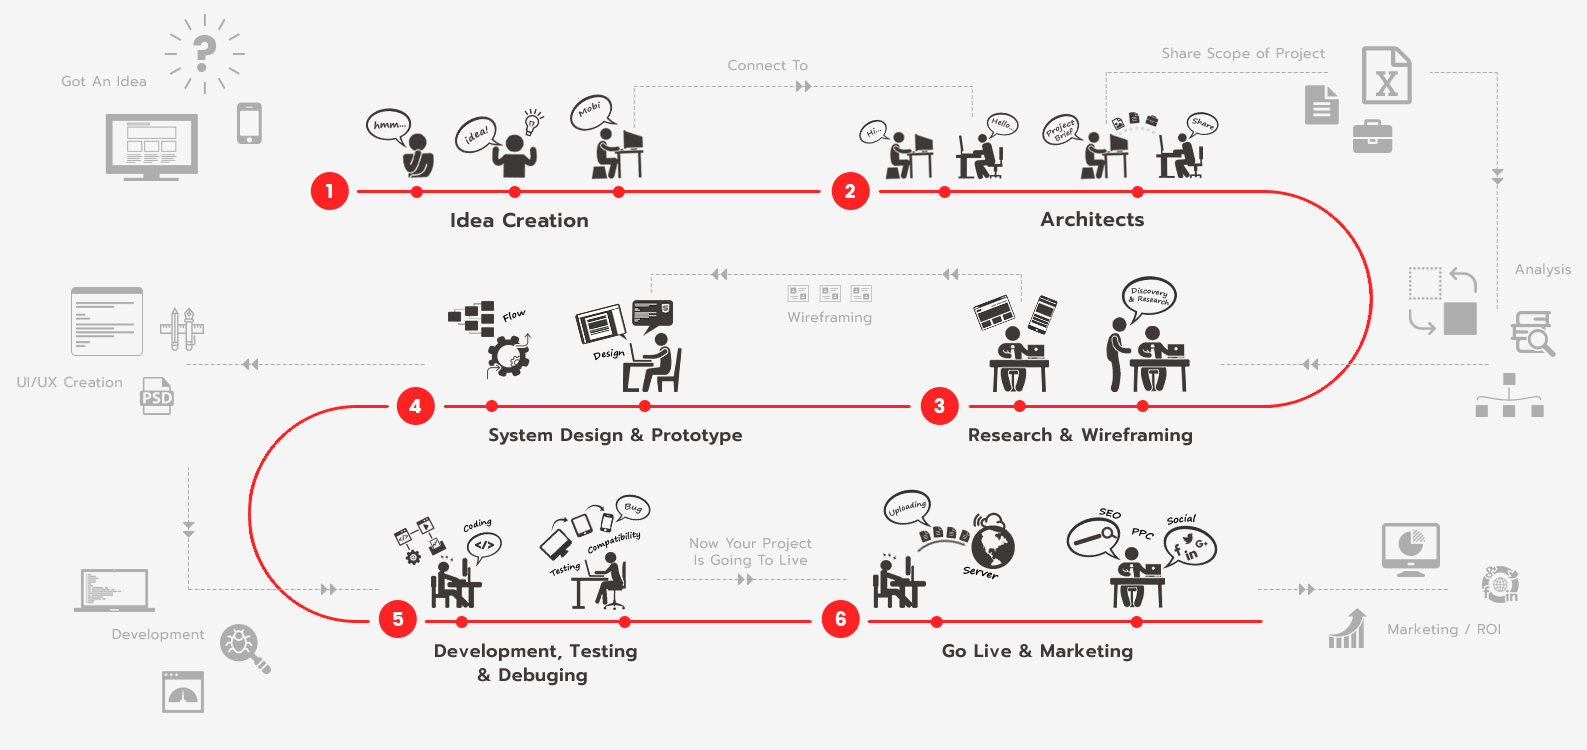 Got An Idea
?
hmm...
idea!
Mobi
Connect To
Hi...
Hello..
Project
Brief
Share
Share Scope of Project
X
1
Idea Creation
2
Architects
Analysis
UI/UX Creation
PSD
Flow
Design
Wireframing
Discovery
& Research
4
System Design & Prototype
3
Research & Wireframing
Coding
</>
Testing
Compatibility
Bug
Now Your Project
Is Going To Live
Uploading
Server
SEO
PPC
Social
f
in
G+
Development
5
Development, Testing
& Debuging
6
Go Live & Marketing
Marketing / ROI